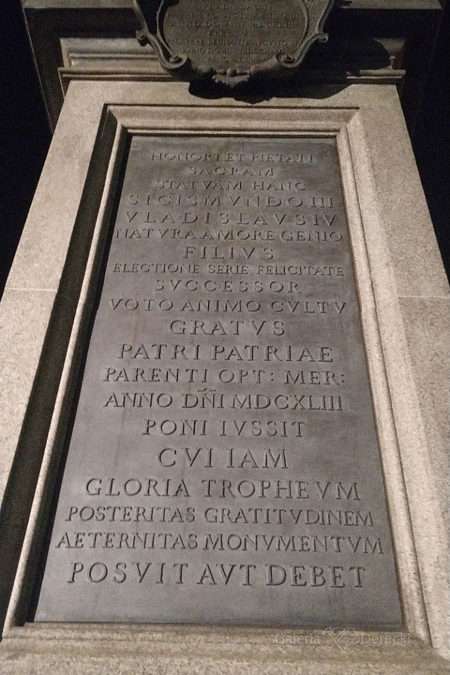 HONORI ET PIETATI
SACRAM
STATVAM HANC
SIGISMVNDO III
VLADISLAVS IV
NATVRA AMORE GENIO
FILIVS
ELECTIONE SERIE FELICITATE
SVCCESSOR
VOTO ANIMO CVLTV
GRATVS
PATRI PATRIAE
PARENTI OPT: MER:
ANNO DÑI MDCXLIII
PONI IVSSIT
CVI IAM
GLORIA TROPHEVM
POSTERITAS GRATITVDINEM
AETERNITAS MONVMENTVM
POSVIT AVT DEBET
Galeria